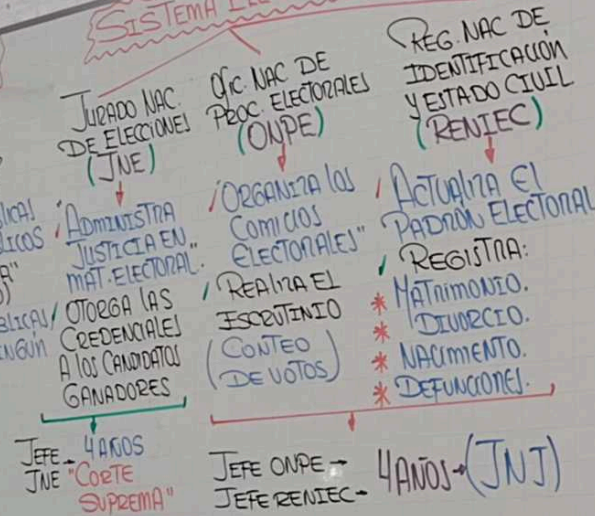 SISTEMA
JURADO NAC.
DE ELECCIONES
(JNE)
¡ADMINISTRA
JUSTICIA EN
MAT. ELECTORAL.
OTORGA LAS
CREDENCIALES
A LOS CANDIDATOS
GANADORES
JEFE 4 AÑOS
JNE "CORTE
SUPREMA"
OFIC. NAC DE
PROC. ELECTORALES
(ONPE)
¡ORGANIZA LOS
COMICIOS
ELECTORALES"
REALIZA EL
ESCRUTINIO
(CONTEO
DE VOTOS)
REG. NAC DE
IDENTIFICACIÓN
Y ESTADO CIVIL
(RENIEC)
ACTUALIZA EL
PADRÓN ELECTORAL
REGISTRA:
* MATRIMONIO.
* DIVORCIO.
* NACIMIENTO.
* DEFUNCIONES.
JEFE ONPE →
JEFE RENIEC → 4 AÑOS → (JNJ)